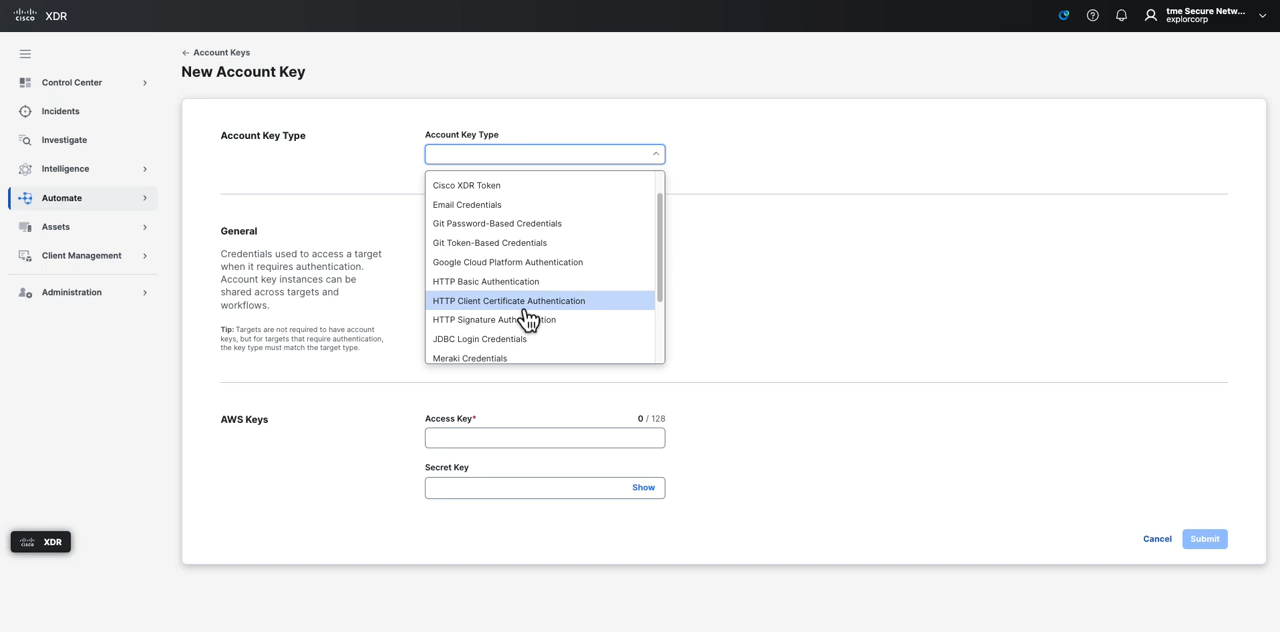 cisco XDR
tme Secure Netw...
explorcorp
← Account Keys
New Account Key
Control Center
Incidents
Investigate
Intelligence
Automate
Assets
Client Management
Administration
Account Key Type
Account Key Type
Cisco XDR Token
Email Credentials
Git Password-Based Credentials
Git Token-Based Credentials
Google Cloud Platform Authentication
HTTP Basic Authentication
HTTP Client Certificate Authentication
HTTP Signature Auth tion
JDBC Login Credentials
Meraki Credentials
General
Credentials used to access a target
when it requires authentication.
Account key instances can be
shared across targets and
workflows.
Tip: Targets are not required to have account
keys, but for targets that require authentication,
the key type must match the target type.
AWS Keys
Access Key* 0 / 128
Secret Key
Show
Cancel Submit
cisco XDR